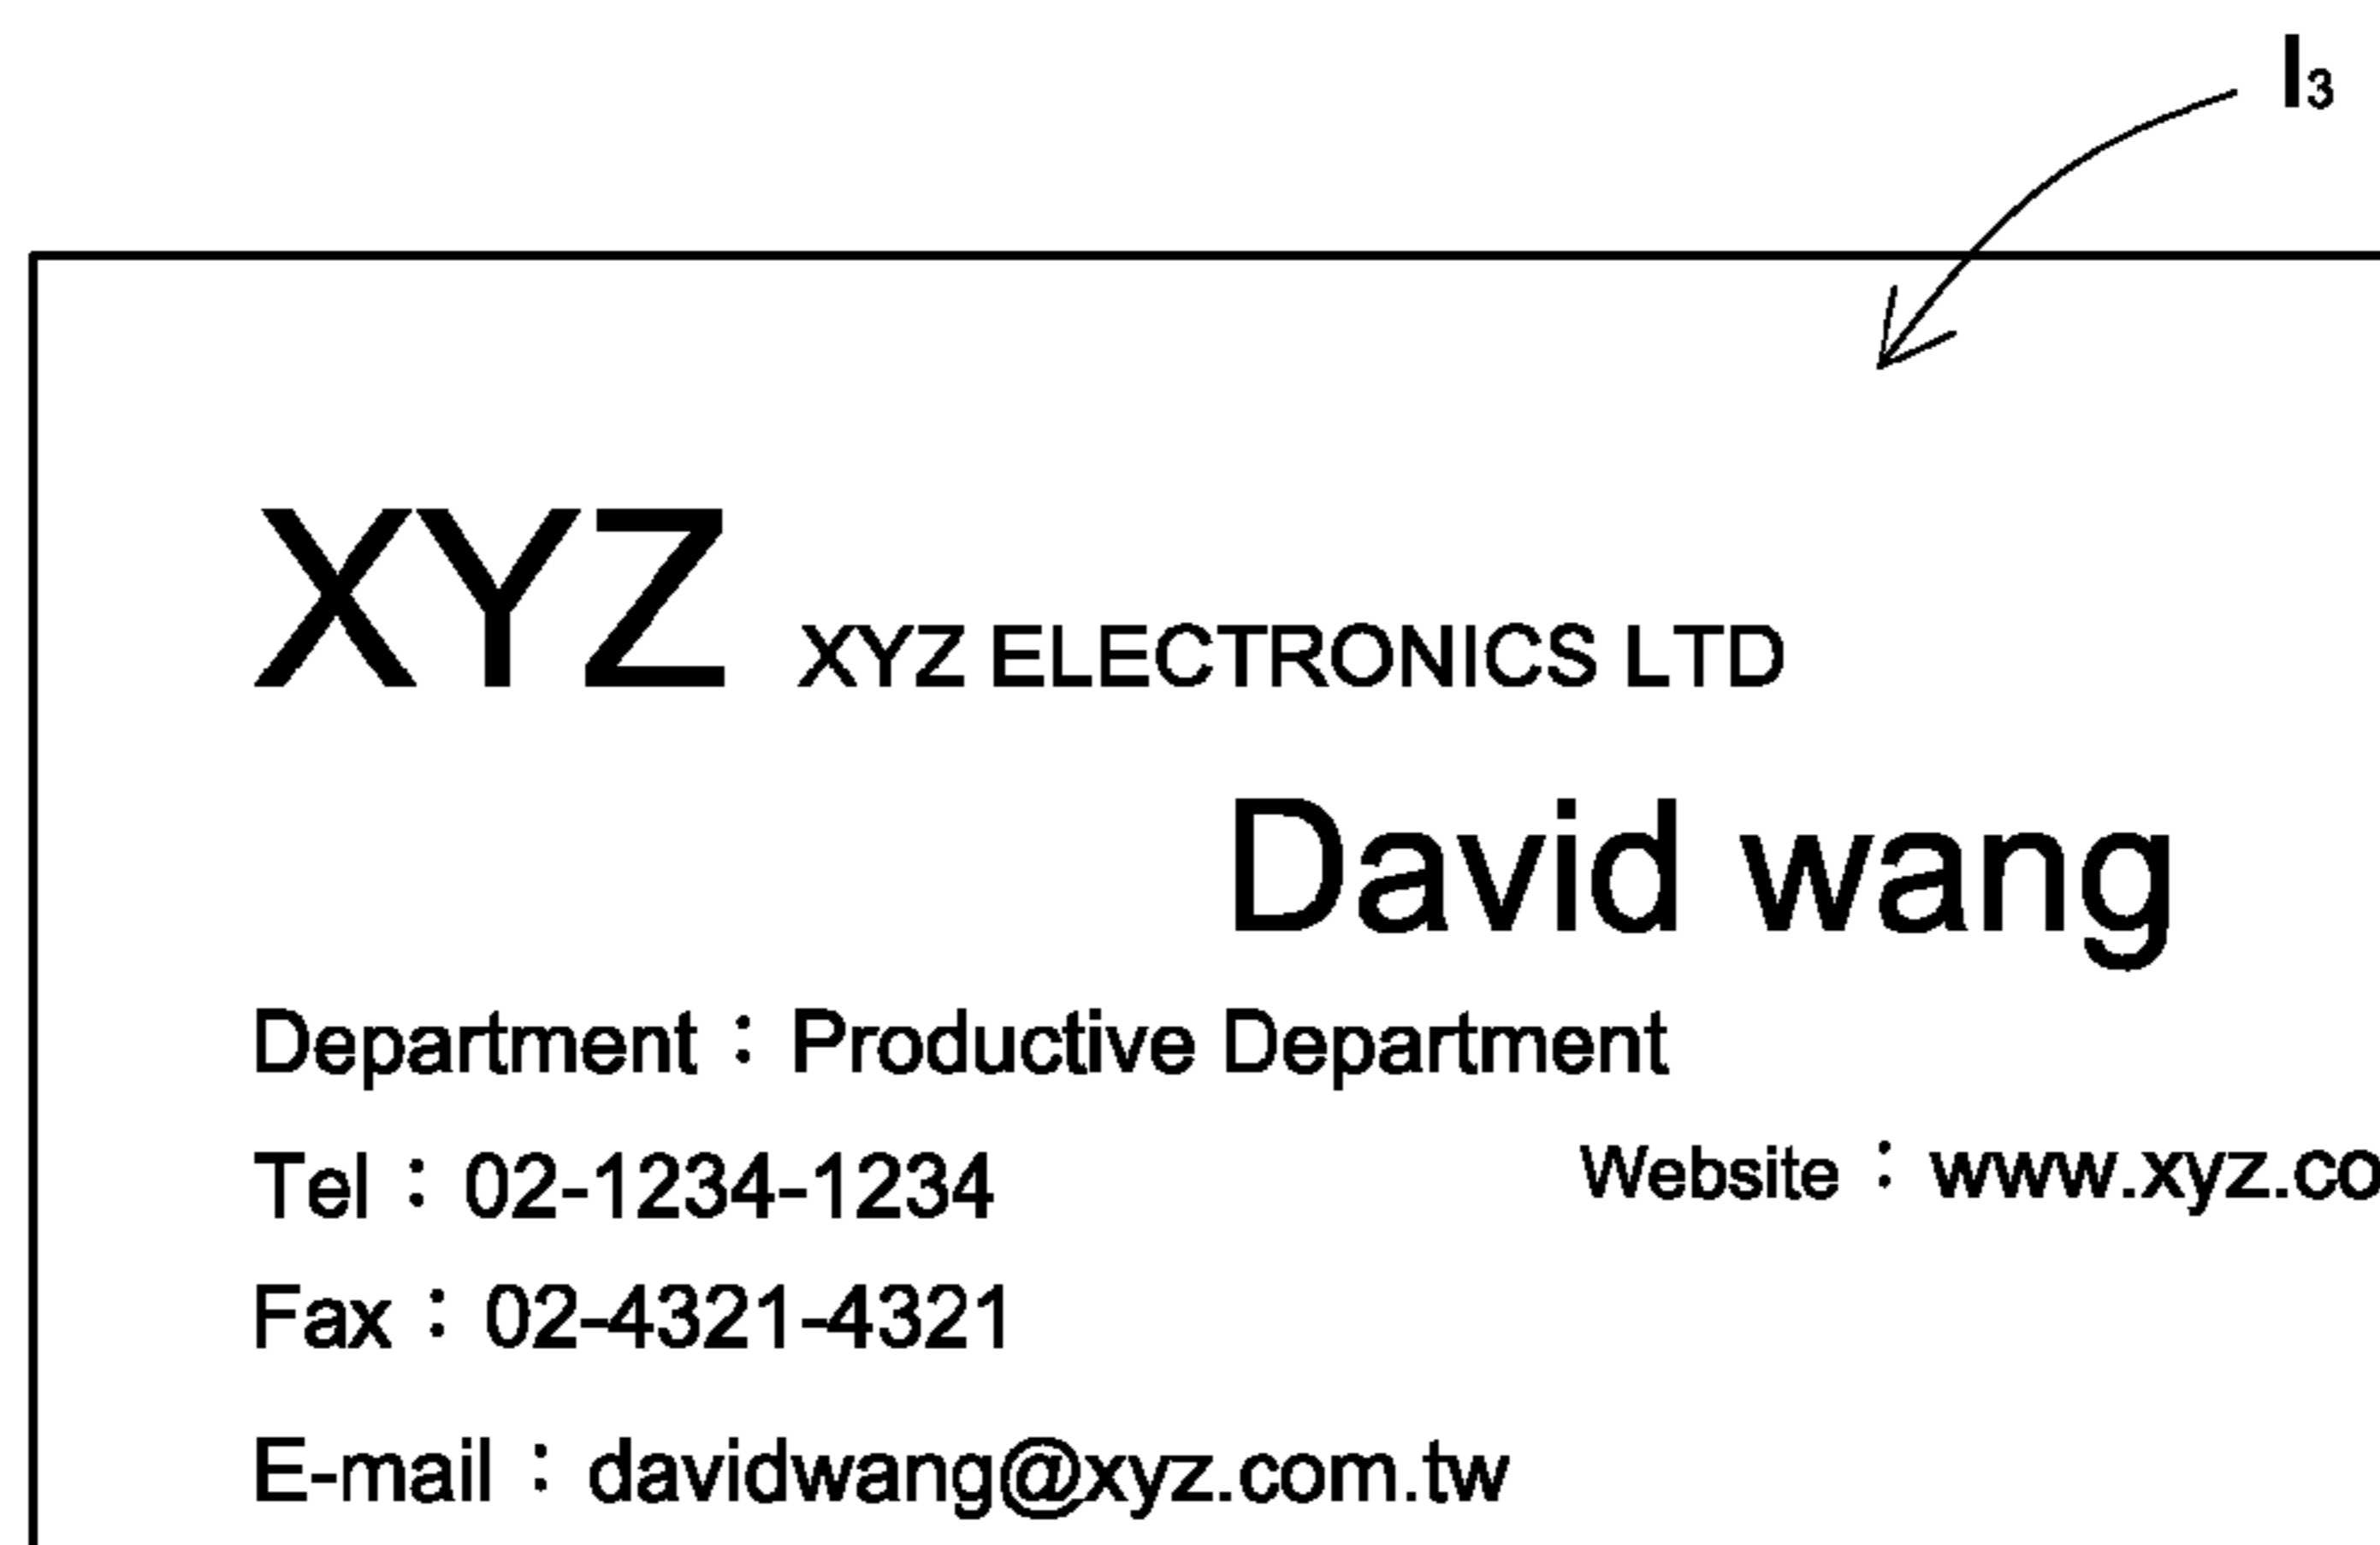 I3
XYZ XYZ ELECTRONICS LTD
David wang
Department：Productive Department
Tel：02-1234-1234 Website：www.xyz.co
Fax：02-4321-4321
E-mail：davidwang@xyz.com.tw